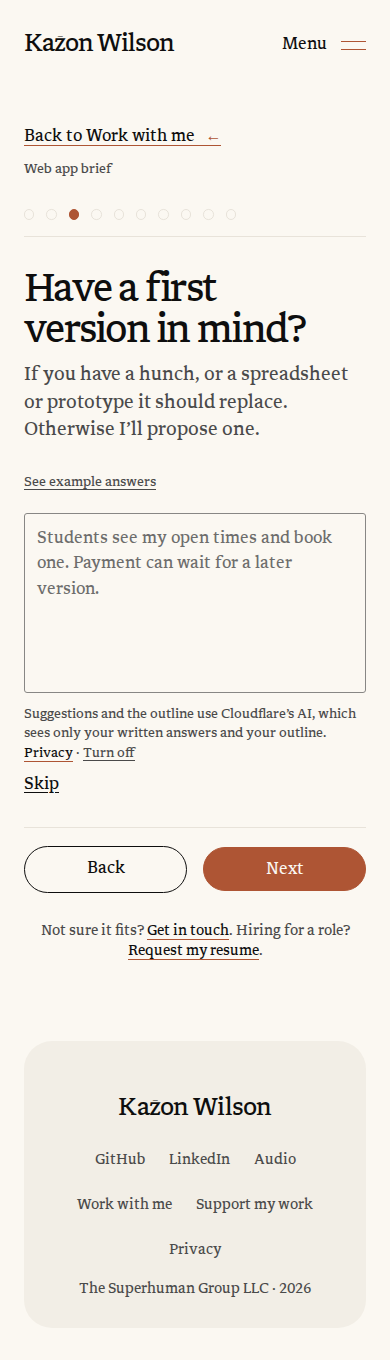 Kažon Wilson
Menu
Back to Work with me ←
Web app brief
Have a first
version in mind?
If you have a hunch, or a spreadsheet
or prototype it should replace.
Otherwise I’ll propose one.
See example answers
Students see my open times and book
one. Payment can wait for a later
version.
Suggestions and the outline use Cloudflare’s AI, which
sees only your written answers and your outline.
Privacy · Turn off
Skip
Back
Next
Not sure it fits? Get in touch. Hiring for a role?
Request my resume.
Kažon Wilson
GitHub LinkedIn Audio
Work with me Support my work
Privacy
The Superhuman Group LLC · 2026